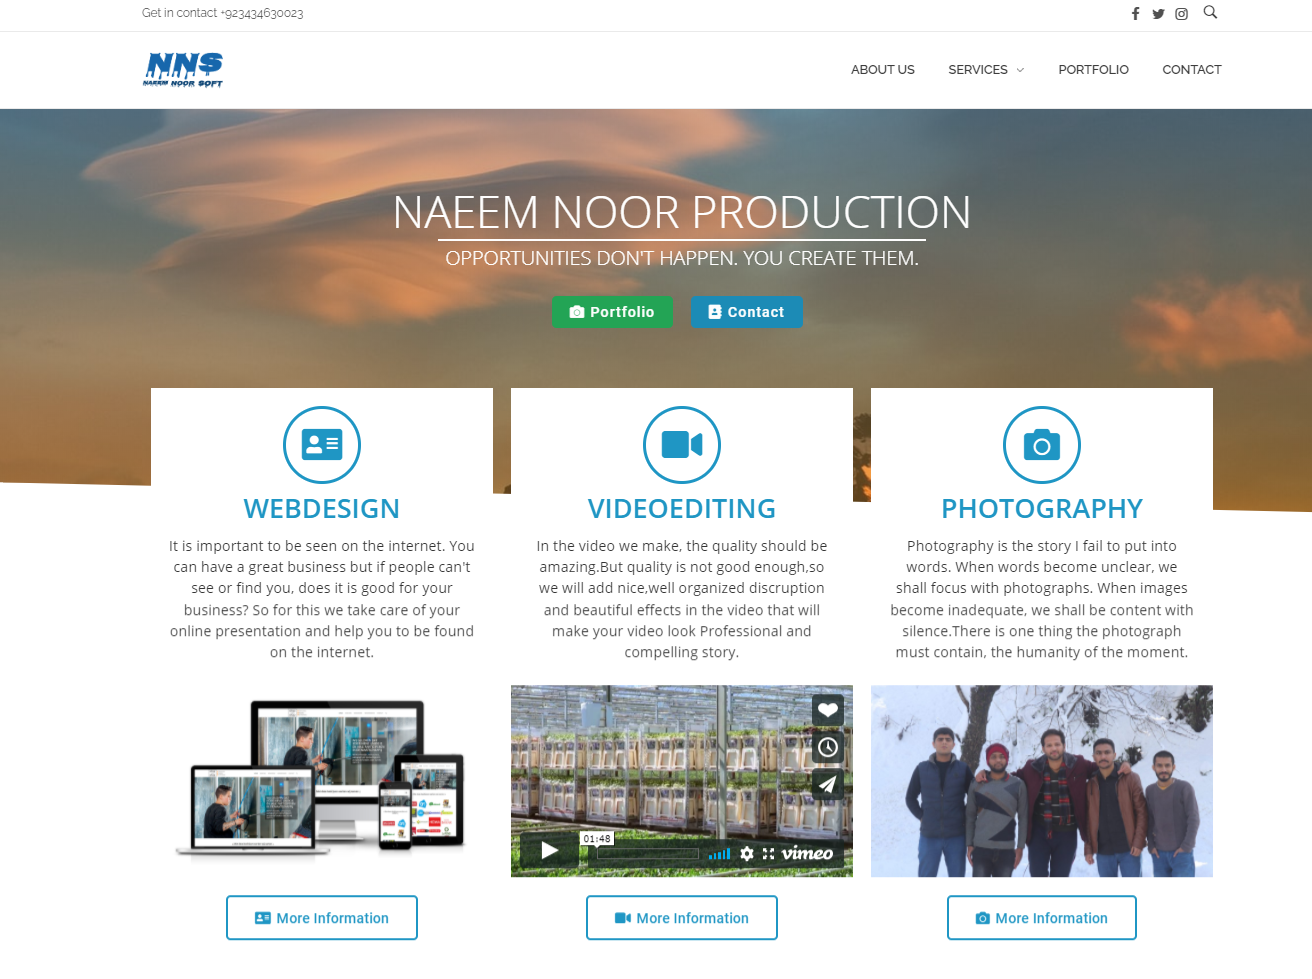 Get in contact +923434630023
NNS
NAEEM NOOR SOFT
ABOUT US
SERVICES
PORTFOLIO
CONTACT
NAEEM NOOR PRODUCTION
OPPORTUNITIES DON'T HAPPEN. YOU CREATE THEM.
Portfolio
Contact
WEBDESIGN
It is important to be seen on the internet. You
can have a great business but if people can't
see or find you, does it is good for your
business? So for this we take care of your
online presentation and help you to be found
on the internet.
More Information
VIDEOEDITING
In the video we make, the quality should be
amazing.But quality is not good enough,so
we will add nice,well organized discruption
and beautiful effects in the video that will
make your video look Professional and
compelling story.
01:48
vimeo
More Information
PHOTOGRAPHY
Photography is the story I fail to put into
words. When words become unclear, we
shall focus with photographs. When images
become inadequate, we shall be content with
silence.There is one thing the photograph
must contain, the humanity of the moment.
More Information